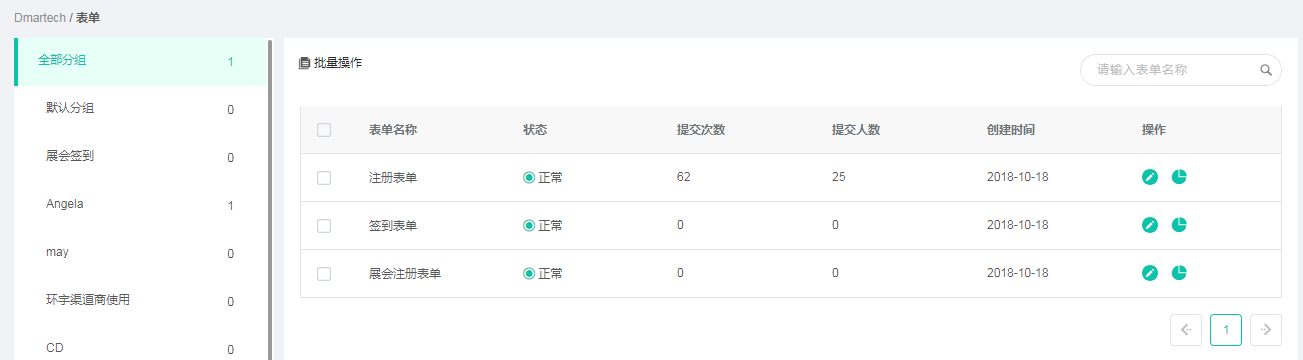 Dmartech / 表单
全部分组 1
默认分组 0
展会签到 0
Angela 1
may 0
环宇渠道商使用 0
CD 0
批量操作
请输入表单名称
表单名称 状态 提交次数 提交人数 创建时间 操作
注册表单 正常 62 25 2018-10-18
签到表单 正常 0 0 2018-10-18
展会注册表单 正常 0 0 2018-10-18
1